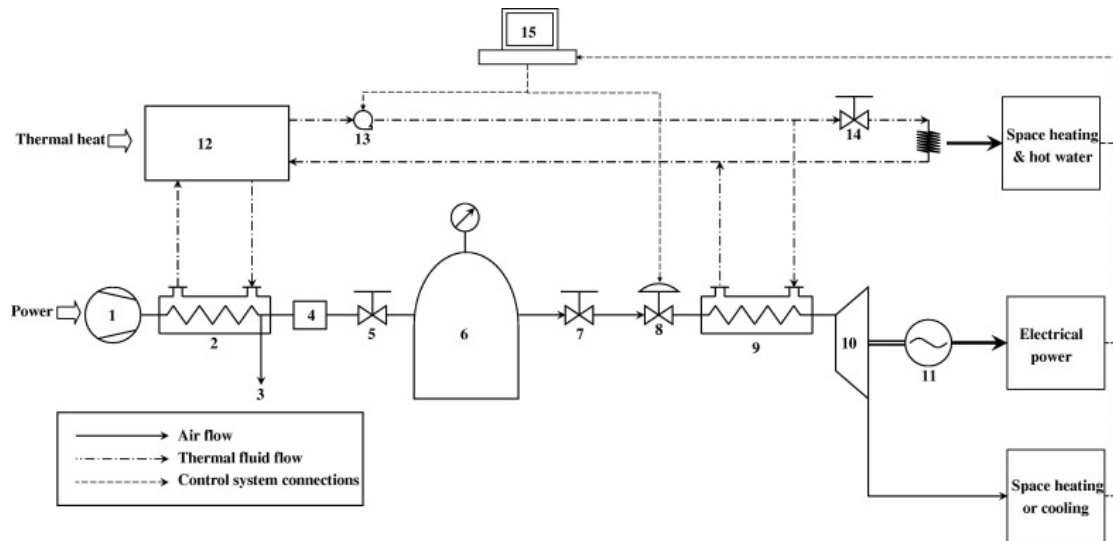 15
Thermal heat
12
13
14
Space heating
& hot water
Power
1
2
3
4
5
6
7
8
9
10
11
Electrical
power
Air flow
Thermal fluid flow
Control system connections
Space heating
or cooling